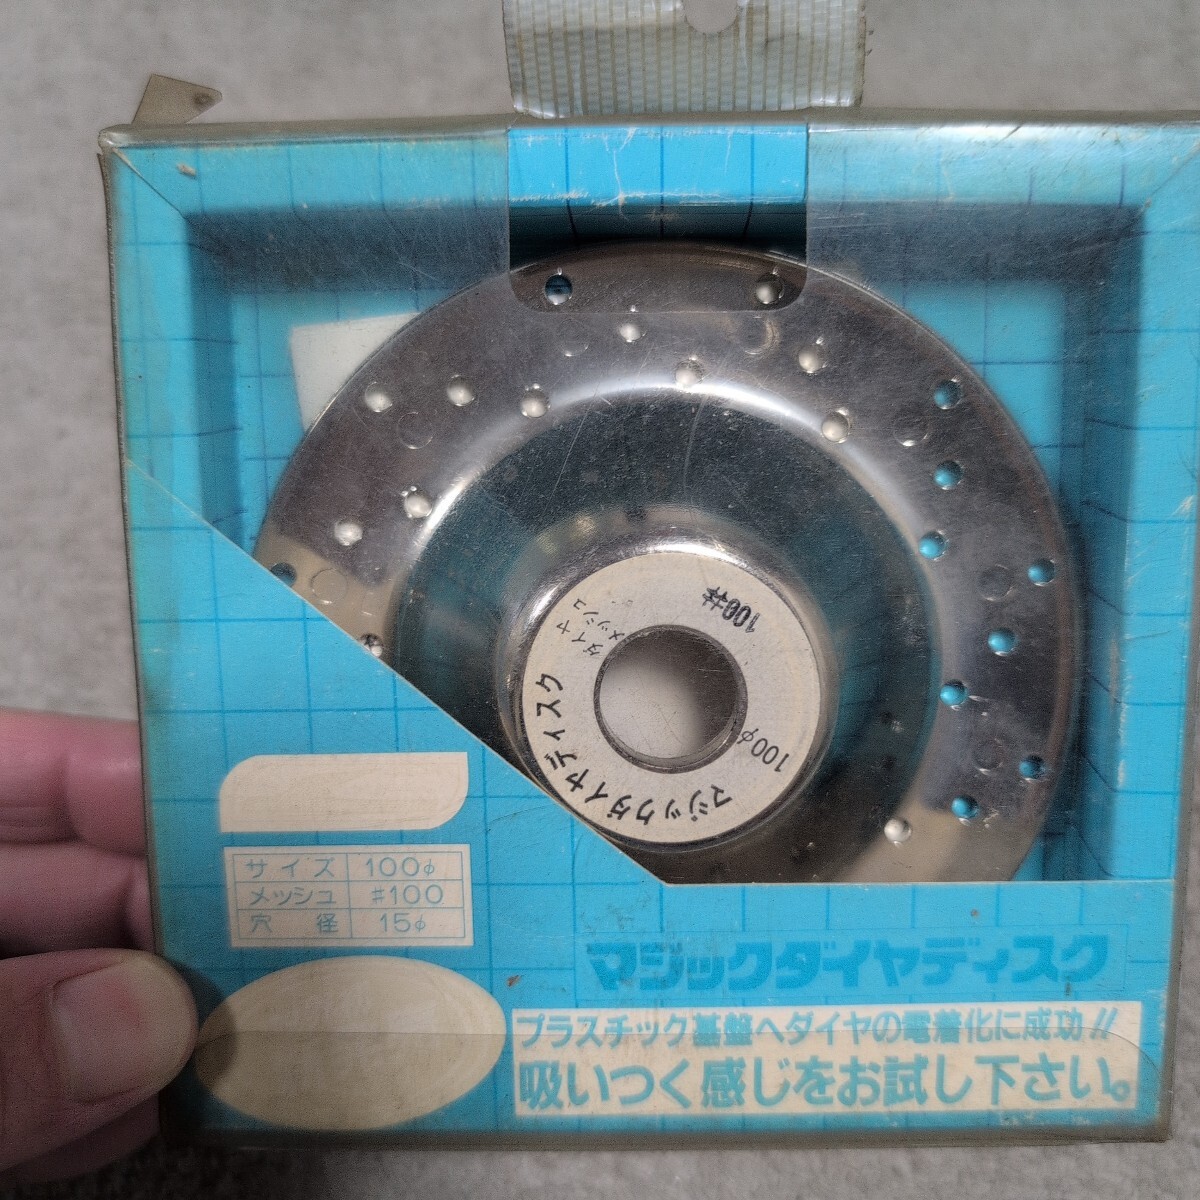 100#
ダイヤ
メッシュ
マジックダイヤディスク
100φ
サイズ 100φ
メッシュ #100
穴径 15φ
マジックダイヤディスク
プラスチック基盤へダイヤの電着化に成功!!
吸いつく感じをお試し下さい。